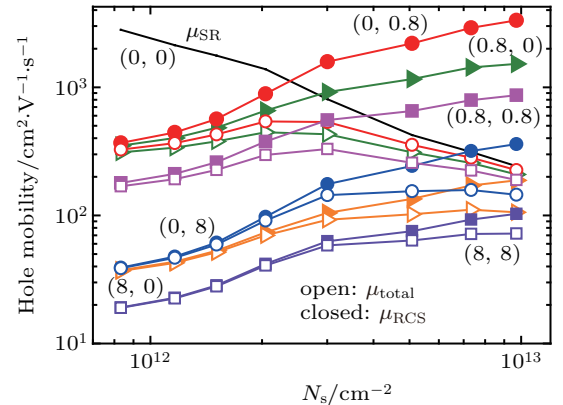 μSR
(0, 0)
(0, 0.8)
(0.8, 0)
(0.8, 0.8)
(0, 8)
(8, 0)
(8, 8)
open: μtotal
closed: μRCS
Hole mobility/cm²·V⁻¹·s⁻¹
10³
10²
10¹
10¹²
10¹³
Ns/cm⁻²